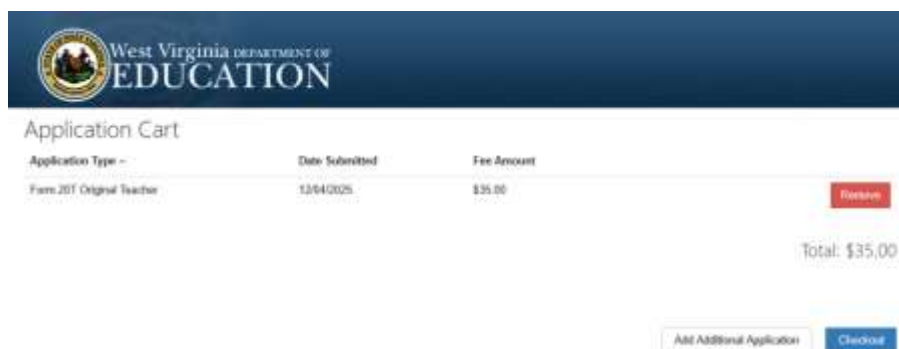 West Virginia DEPARTMENT OF
EDUCATION
Application Cart
Application Type Date Submitted Fee Amount
Form 20T Original Teacher 12/04/2025 $35.00 Remove
Total: $35.00
Add Additional Application Checkout